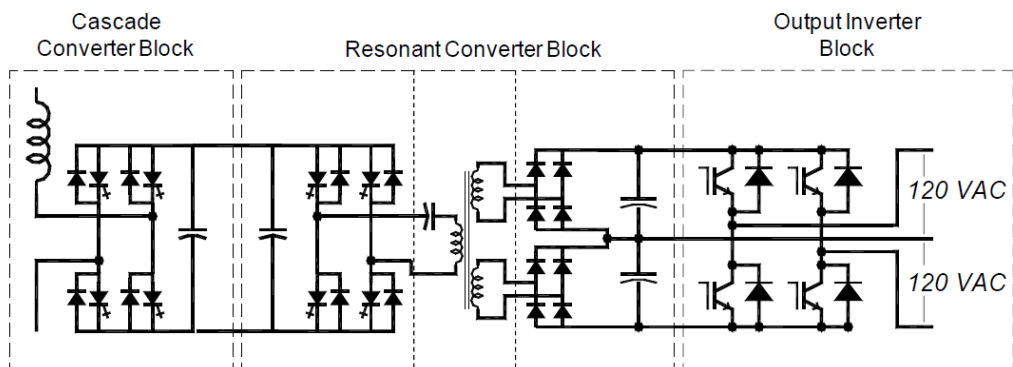 Cascade
Converter Block
Resonant Converter Block
Output Inverter
Block
120 VAC
120 VAC